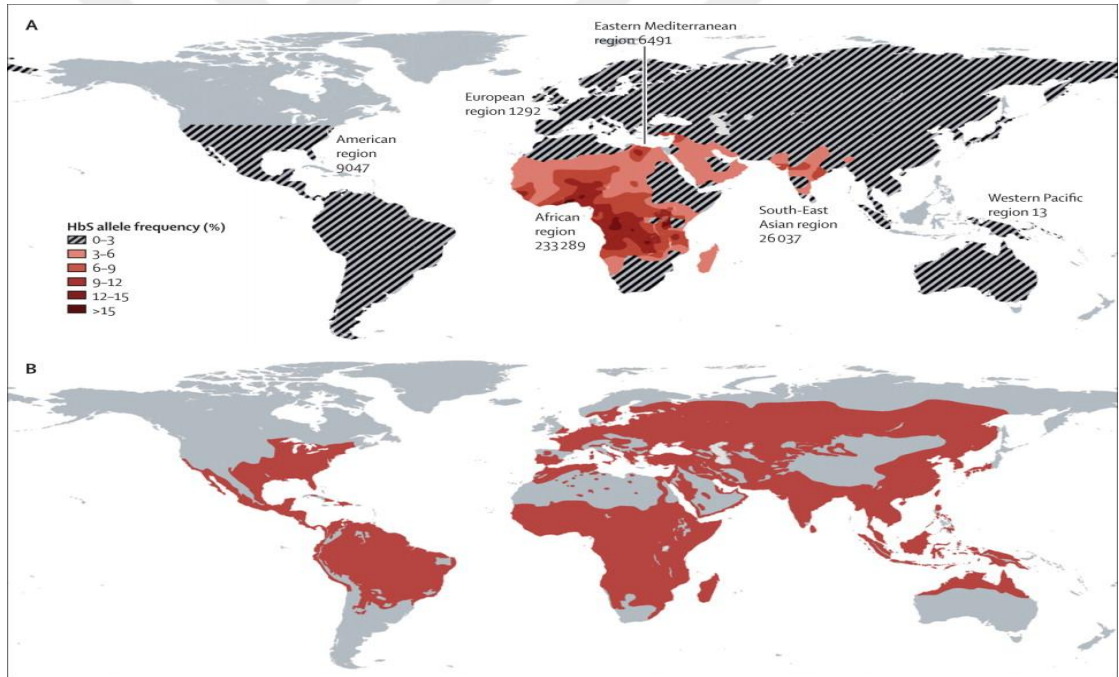 A
Eastern Mediterranean
region 6491
European
region 1292
American
region
9047
African
region
233 289
South-East
Asian region
26 037
Western Pacific
region 13
HbS allele frequency (%)
0–3
3–6
6–9
9–12
12–15
>15
B